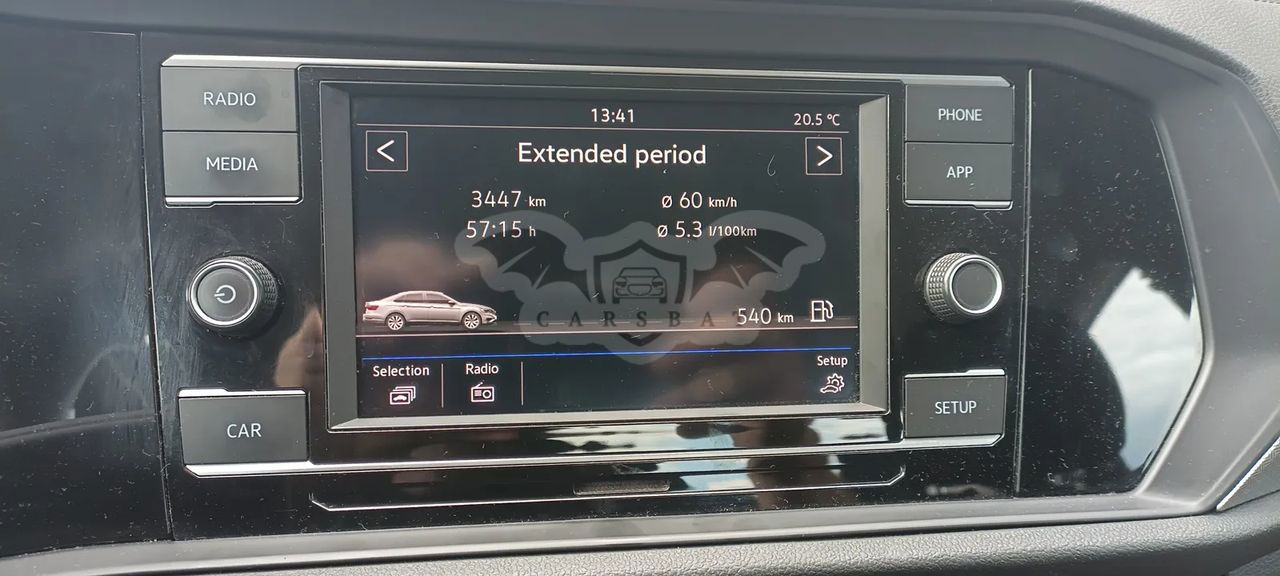 RADIO
MEDIA
CAR
13:41
20.5 °C
<
Extended period
>
3447 km
Ø 60 km/h
57:15 h
Ø 5.3 l/100km
540 km
CARSBA
Selection
Radio
Setup
PHONE
APP
SETUP